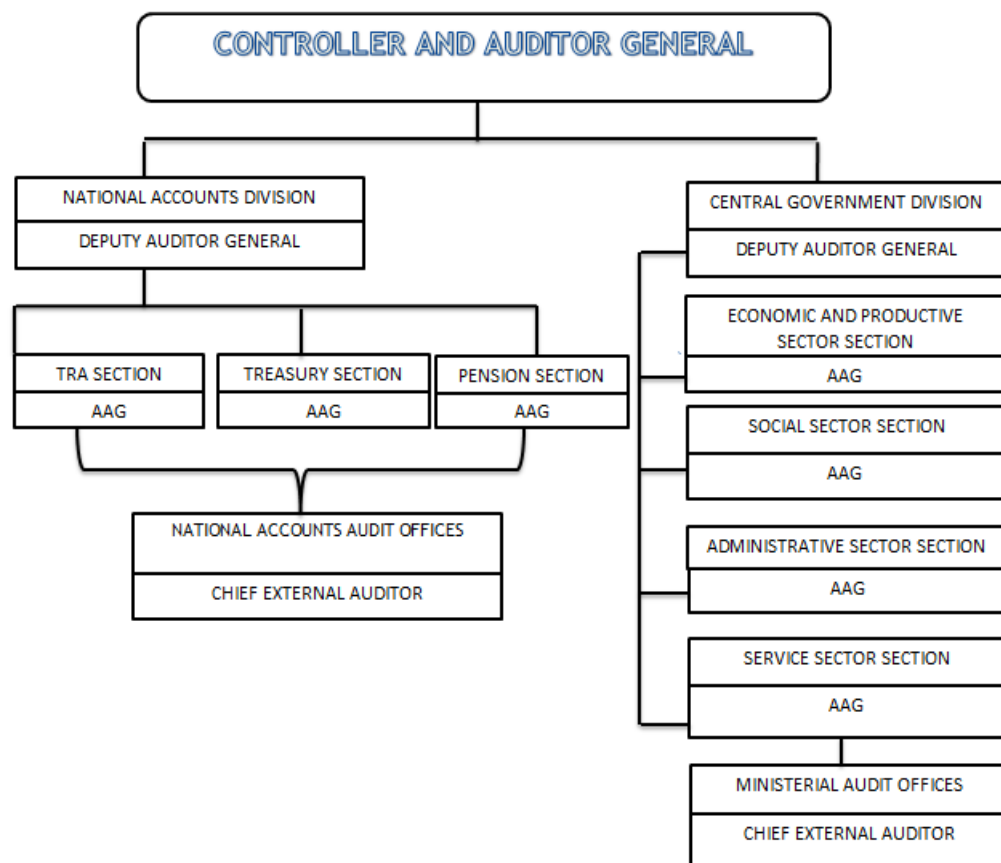 CONTROLLER AND AUDITOR GENERAL
NATIONAL ACCOUNTS DIVISION
DEPUTY AUDITOR GENERAL
TRA SECTION
AAG
TREASURY SECTION
AAG
PENSION SECTION
AAG
NATIONAL ACCOUNTS AUDIT OFFICES
CHIEF EXTERNAL AUDITOR
CENTRAL GOVERNMENT DIVISION
DEPUTY AUDITOR GENERAL
ECONOMIC AND PRODUCTIVE
SECTOR SECTION
AAG
SOCIAL SECTOR SECTION
AAG
ADMINISTRATIVE SECTOR SECTION
AAG
SERVICE SECTOR SECTION
AAG
MINISTERIAL AUDIT OFFICES
CHIEF EXTERNAL AUDITOR